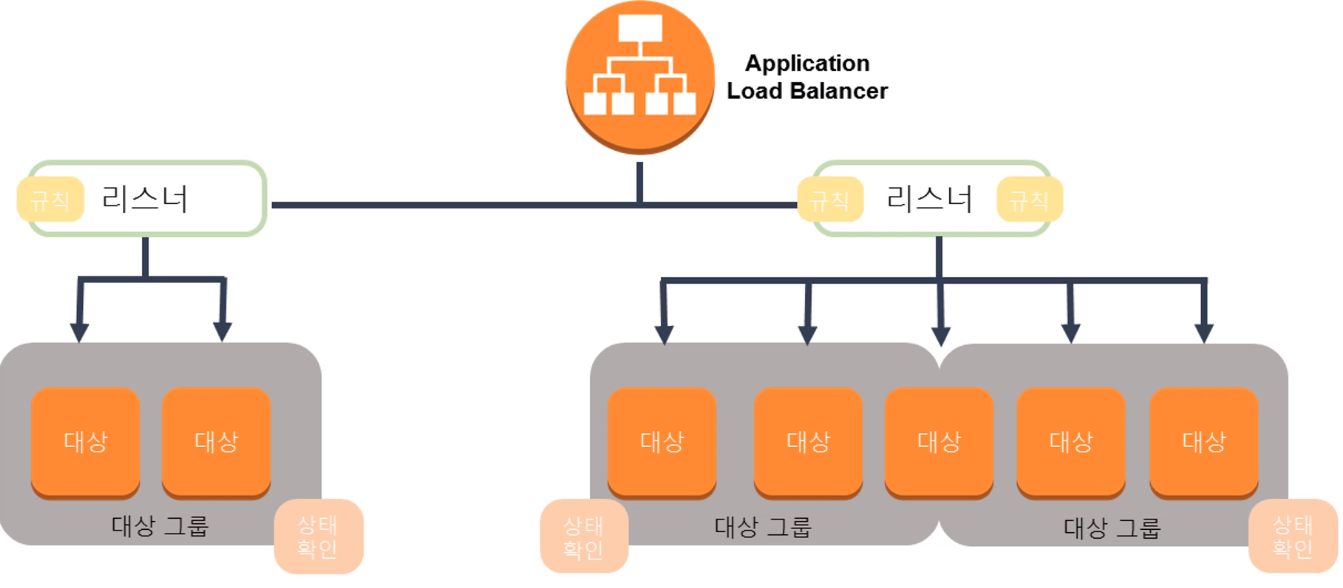 Application
Load Balancer
규칙
리스너
규칙
리스너
규칙
대상
대상
대상
대상
대상
대상
대상
대상 그룹
상태
확인
상태
확인
대상 그룹
대상 그룹
상태
확인